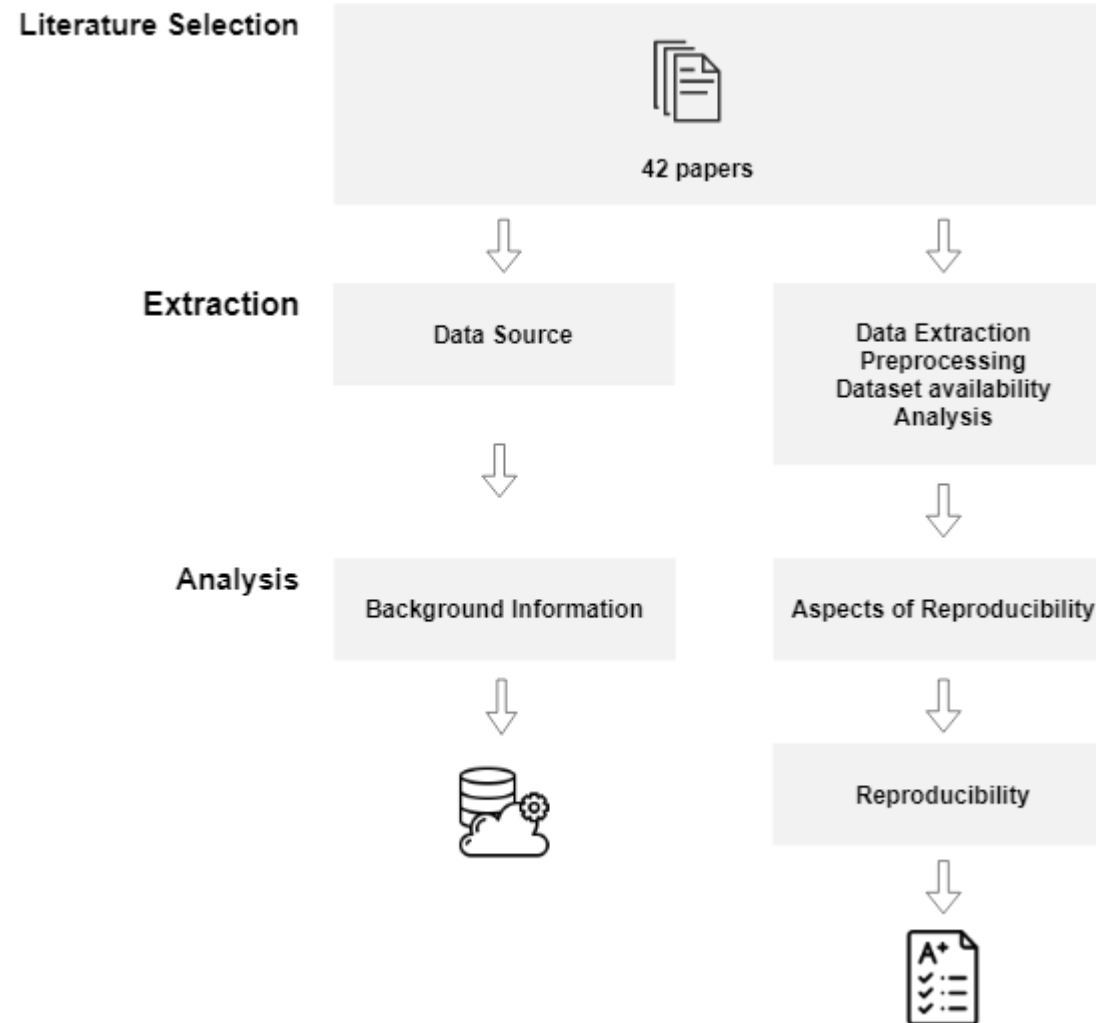 Literature Selection
42 papers
Extraction
Data Source
Data Extraction
Preprocessing
Dataset availability
Analysis
Analysis
Background Information
Aspects of Reproducibility
Reproducibility
A+